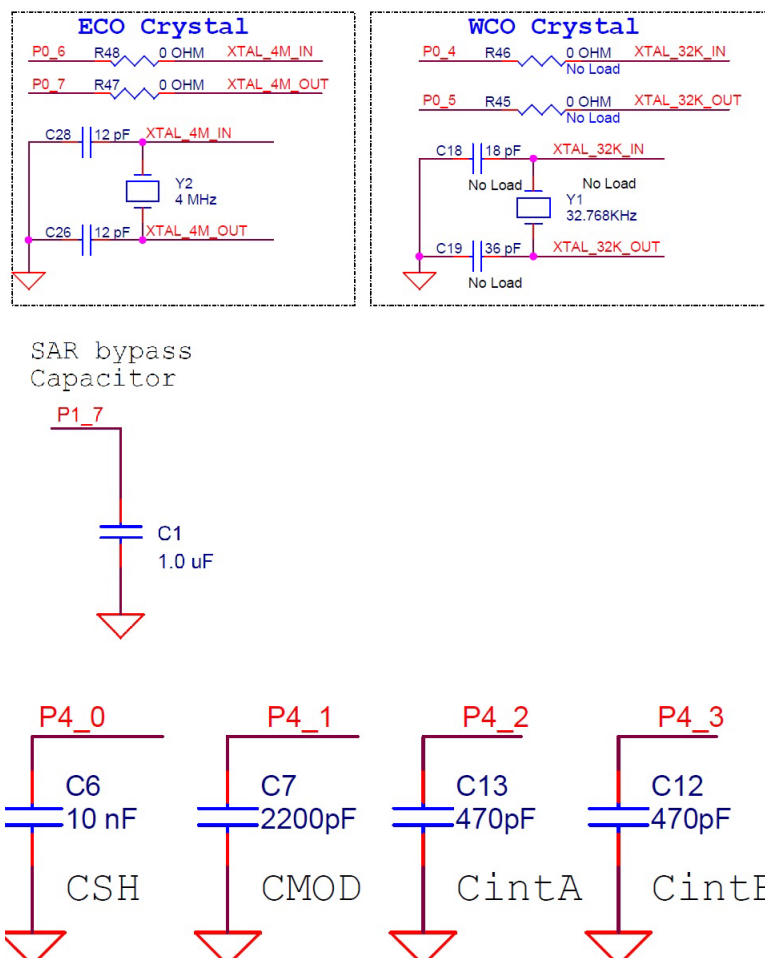 ECO Crystal
P0_6 R48 0 OHM XTAL_4M_IN
P0_7 R47 0 OHM XTAL_4M_OUT
C28 12 pF XTAL_4M_IN
Y2
4 MHz
C26 12 pF XTAL_4M_OUT
WCO Crystal
P0_4 R46 0 OHM XTAL_32K_IN
No Load
P0_5 R45 0 OHM XTAL_32K_OUT
No Load
C18 18 pF XTAL_32K_IN
No Load No Load
Y1
32.768KHz
C19 36 pF XTAL_32K_OUT
No Load
SAR bypass
Capacitor
P1_7
C1
1.0 uF
P4_0 P4_1 P4_2 P4_3
C6 C7 C13 C12
10 nF 2200pF 470pF 470pF
CSH CMOD CintA